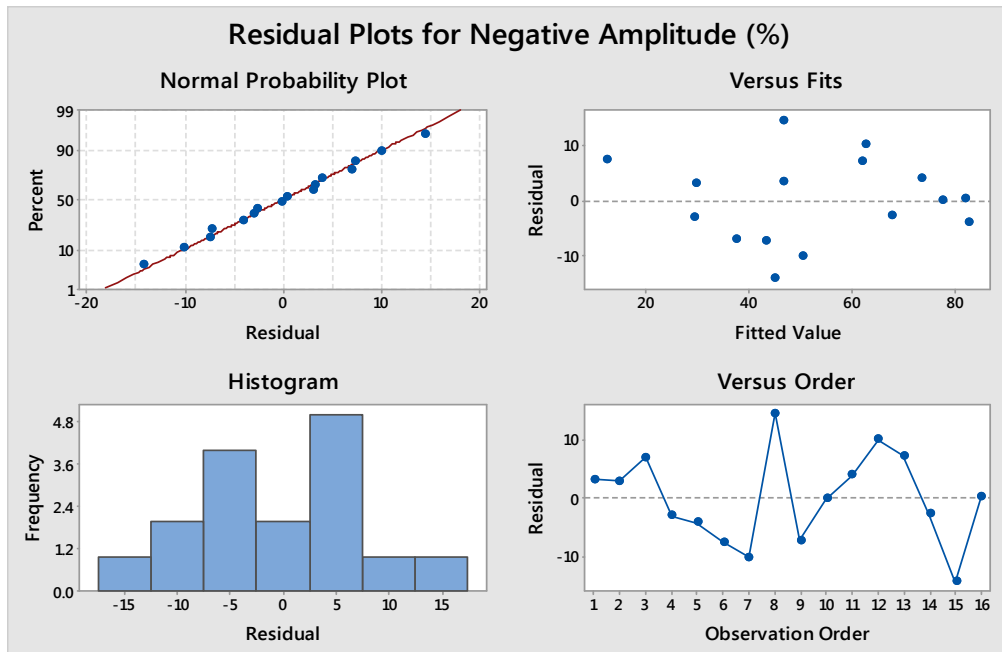 Residual Plots for Negative Amplitude (%)
Normal Probability Plot
99
90
50
10
1
Percent
-20 -10 0 10 20
Residual
Versus Fits
10
0
-10
Residual
20 40 60 80
Fitted Value
Histogram
4.8
3.6
2.4
1.2
0.0
Frequency
-15 -10 -5 0 5 10 15
Residual
Versus Order
10
0
-10
Residual
1 2 3 4 5 6 7 8 9 10 11 12 13 14 15 16
Observation Order